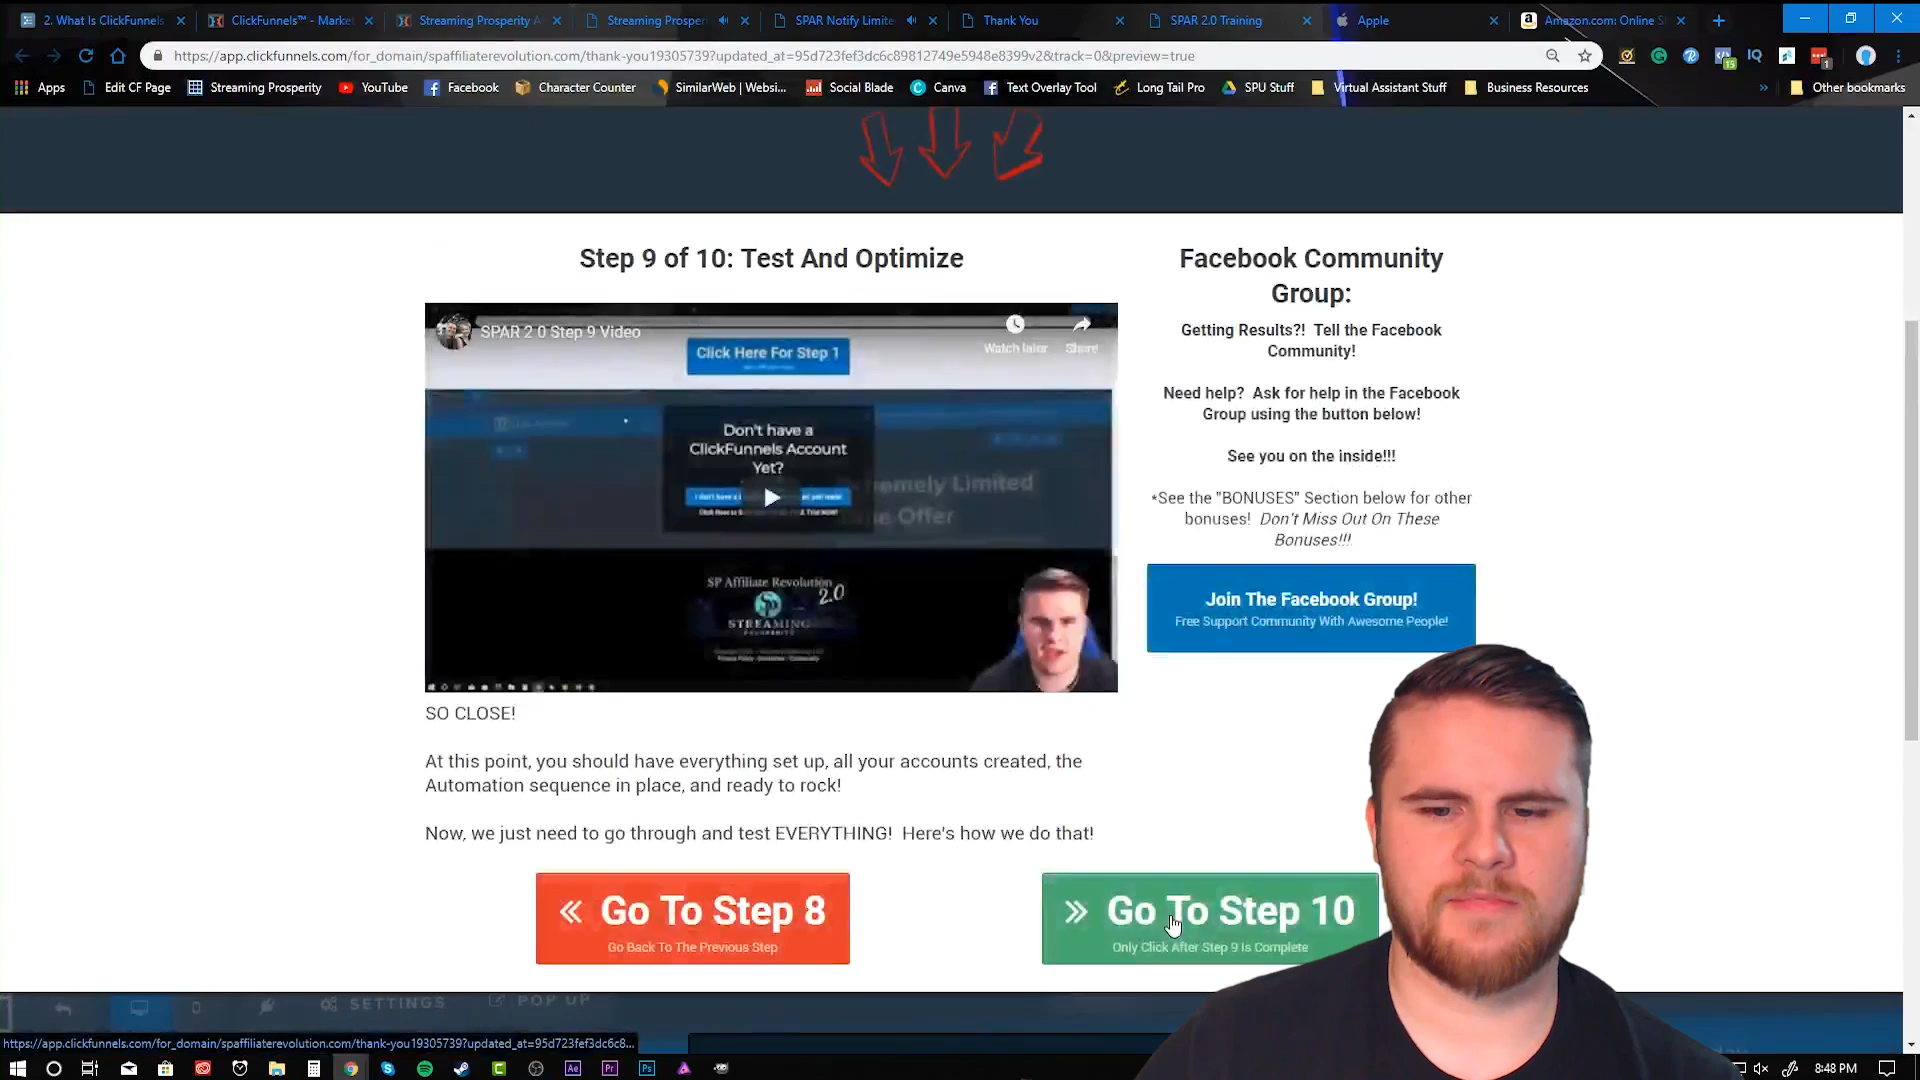 2. What Is ClickFunnels
ClickFunnels™ - Market
Streaming Prosperity A
Streaming Prosper
SPAR Notify Limite
Thank You
SPAR 2.0 Training
Apple
Amazon.com: Online S
https://app.clickfunnels.com/for_domain/spaffiliaterevolution.com/thank-you19305739?updated_at=95d723fef3dc6c89812749e5948e8399v2&track=0&preview=true
Apps
Edit CF Page
Streaming Prosperity
YouTube
Facebook
Character Counter
SimilarWeb | Websi...
Social Blade
Canva
Text Overlay Tool
Long Tail Pro
SPU Stuff
Virtual Assistant Stuff
Business Resources
Other bookmarks
Step 9 of 10: Test And Optimize
SPAR 2 0 Step 9 Video
Watch later
Share
Click Here For Step 1
Don't have a
ClickFunnels Account
Yet?
Extremely Limited
Offer
SP Affiliate Revolution
2.0
STREAMING
PROSPERITY
SO CLOSE!
At this point, you should have everything set up, all your accounts created, the
Automation sequence in place, and ready to rock!
Now, we just need to go through and test EVERYTHING! Here's how we do that!
Go To Step 8
Go Back To The Previous Step
Go To Step 10
Only Click After Step 9 Is Complete
Facebook Community
Group:
Getting Results?! Tell the Facebook
Community!
Need help? Ask for help in the Facebook
Group using the button below!
See you on the inside!!!
*See the "BONUSES" Section below for other
bonuses! Don't Miss Out On These
Bonuses!!!
Join The Facebook Group!
Free Support Community With Awesome People!
SETTINGS
POP UP
https://app.clickfunnels.com/for_domain/spaffiliaterevolution.com/thank-you19305739?updated_at=95d723fef3dc6c8...
8:48 PM